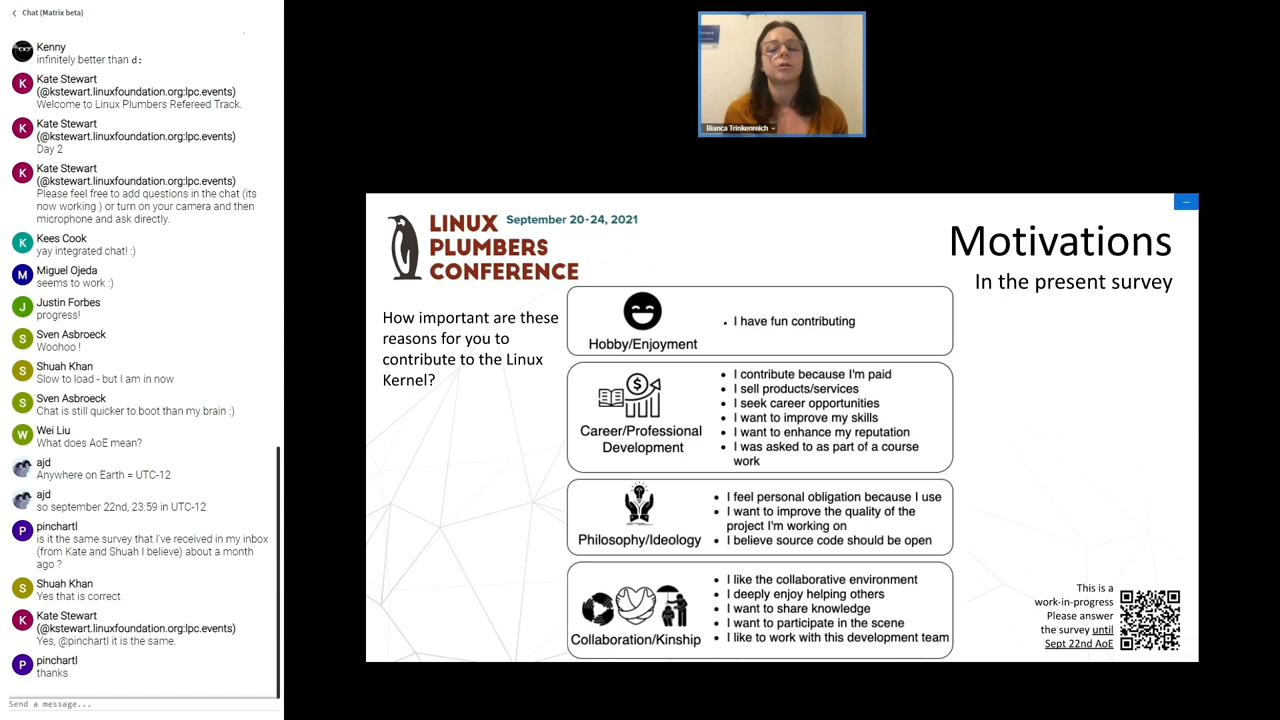 Chat (Matrix beta)
Kenny
infinitely better than d:
Kate Stewart
(@kstewart.linuxfoundation.org:lpc.events)
Welcome to Linux Plumbers Refereed Track.
Kate Stewart
(@kstewart.linuxfoundation.org:lpc.events)
Day 2
Kate Stewart
(@kstewart.linuxfoundation.org:lpc.events)
Please feel free to add questions in the chat (its
now working ) or turn on your camera and then
microphone and ask directly.
K
Kees Cook
yay integrated chat! :)
M
Miguel Ojeda
seems to work :)
J
Justin Forbes
progress!
S
Sven Asbroeck
Woohoo !
S
Shuah Khan
Slow to load - but I am in now
S
Sven Asbroeck
Chat is still quicker to boot than my brain :)
W
Wei Liu
What does AoE mean?
ajd
Anywhere on Earth = UTC-12
ajd
so september 22nd, 23:59 in UTC-12
P
pinchartl
is it the same survey that I've received in my inbox
(from Kate and Shuah I believe) about a month
ago ?
S
Shuah Khan
Yes that is correct
K
Kate Stewart
(@kstewart.linuxfoundation.org:lpc.events)
Yes, @pinchartl it is the same.
P
pinchartl
thanks
Send a message...
Bianca Trinkenreich
LINUX
PLUMBERS
CONFERENCE
September 20-24, 2021
Motivations
In the present survey
How important are these
reasons for you to
contribute to the Linux
Kernel?
Hobby/Enjoyment
• I have fun contributing
Career/Professional
Development
• I contribute because I'm paid
• I sell products/services
• I seek career opportunities
• I want to improve my skills
• I want to enhance my reputation
• I was asked to as part of a course
work
Philosophy/Ideology
• I feel personal obligation because I use
• I want to improve the quality of the
project I'm working on
• I believe source code should be open
Collaboration/Kinship
• I like the collaborative environment
• I deeply enjoy helping others
• I want to share knowledge
• I want to participate in the scene
• I like to work with this development team
This is a
work-in-progress
Please answer
the survey until
Sept 22nd AoE